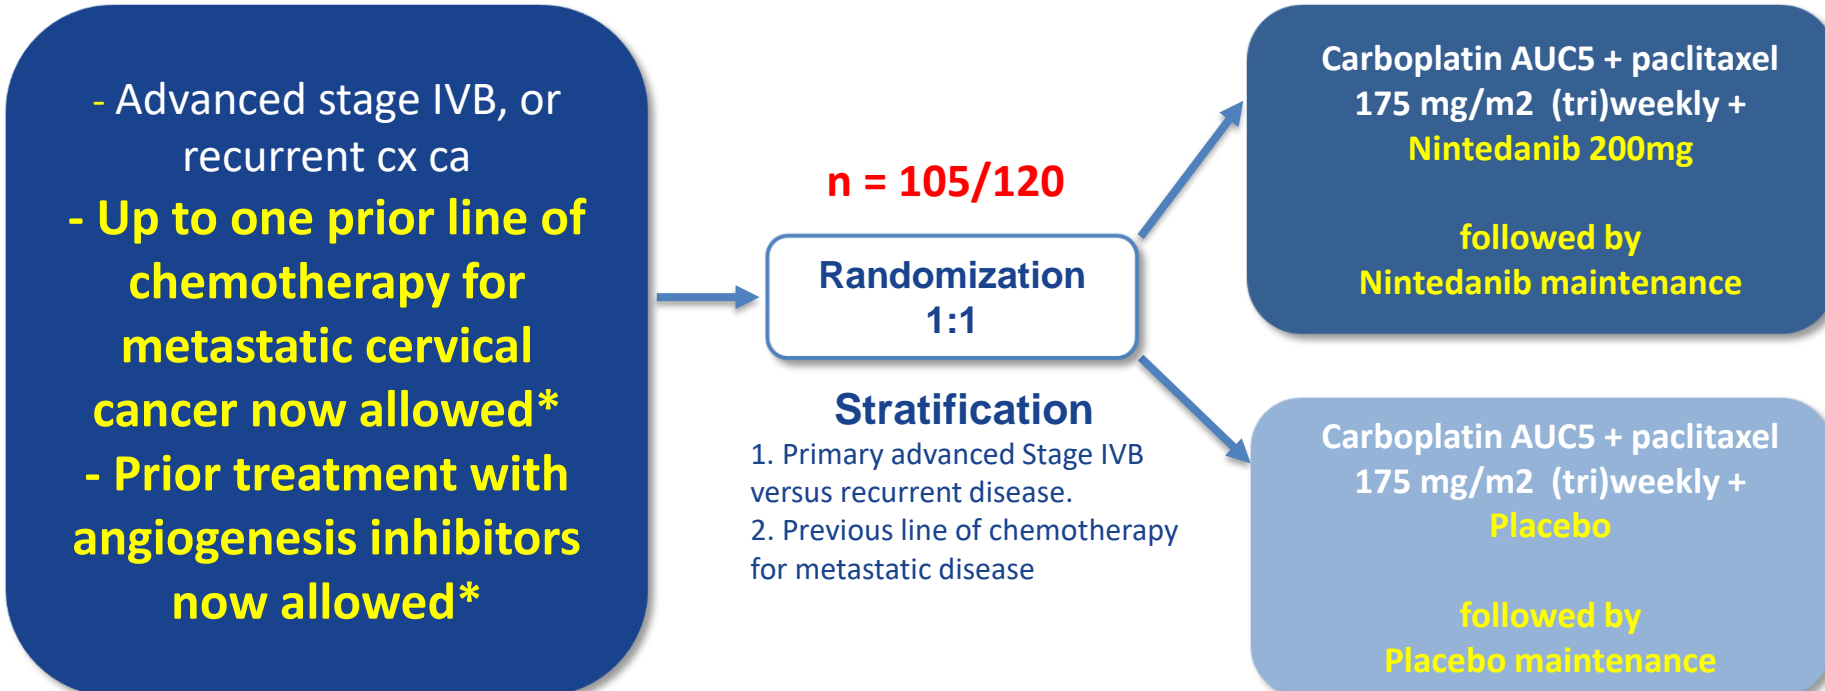 - Advanced stage IVB, or
recurrent cx ca
- Up to one prior line of
chemotherapy for
metastatic cervical
cancer now allowed*
- Prior treatment with
angiogenesis inhibitors
now allowed*
n = 105/120
Randomization
1:1
Stratification
1. Primary advanced Stage IVB
versus recurrent disease.
2. Previous line of chemotherapy
for metastatic disease
Carboplatin AUC5 + paclitaxel
175 mg/m2 (tri)weekly +
Nintedanib 200mg
followed by
Nintedanib maintenance
Carboplatin AUC5 + paclitaxel
175 mg/m2 (tri)weekly +
Placebo
followed by
Placebo maintenance